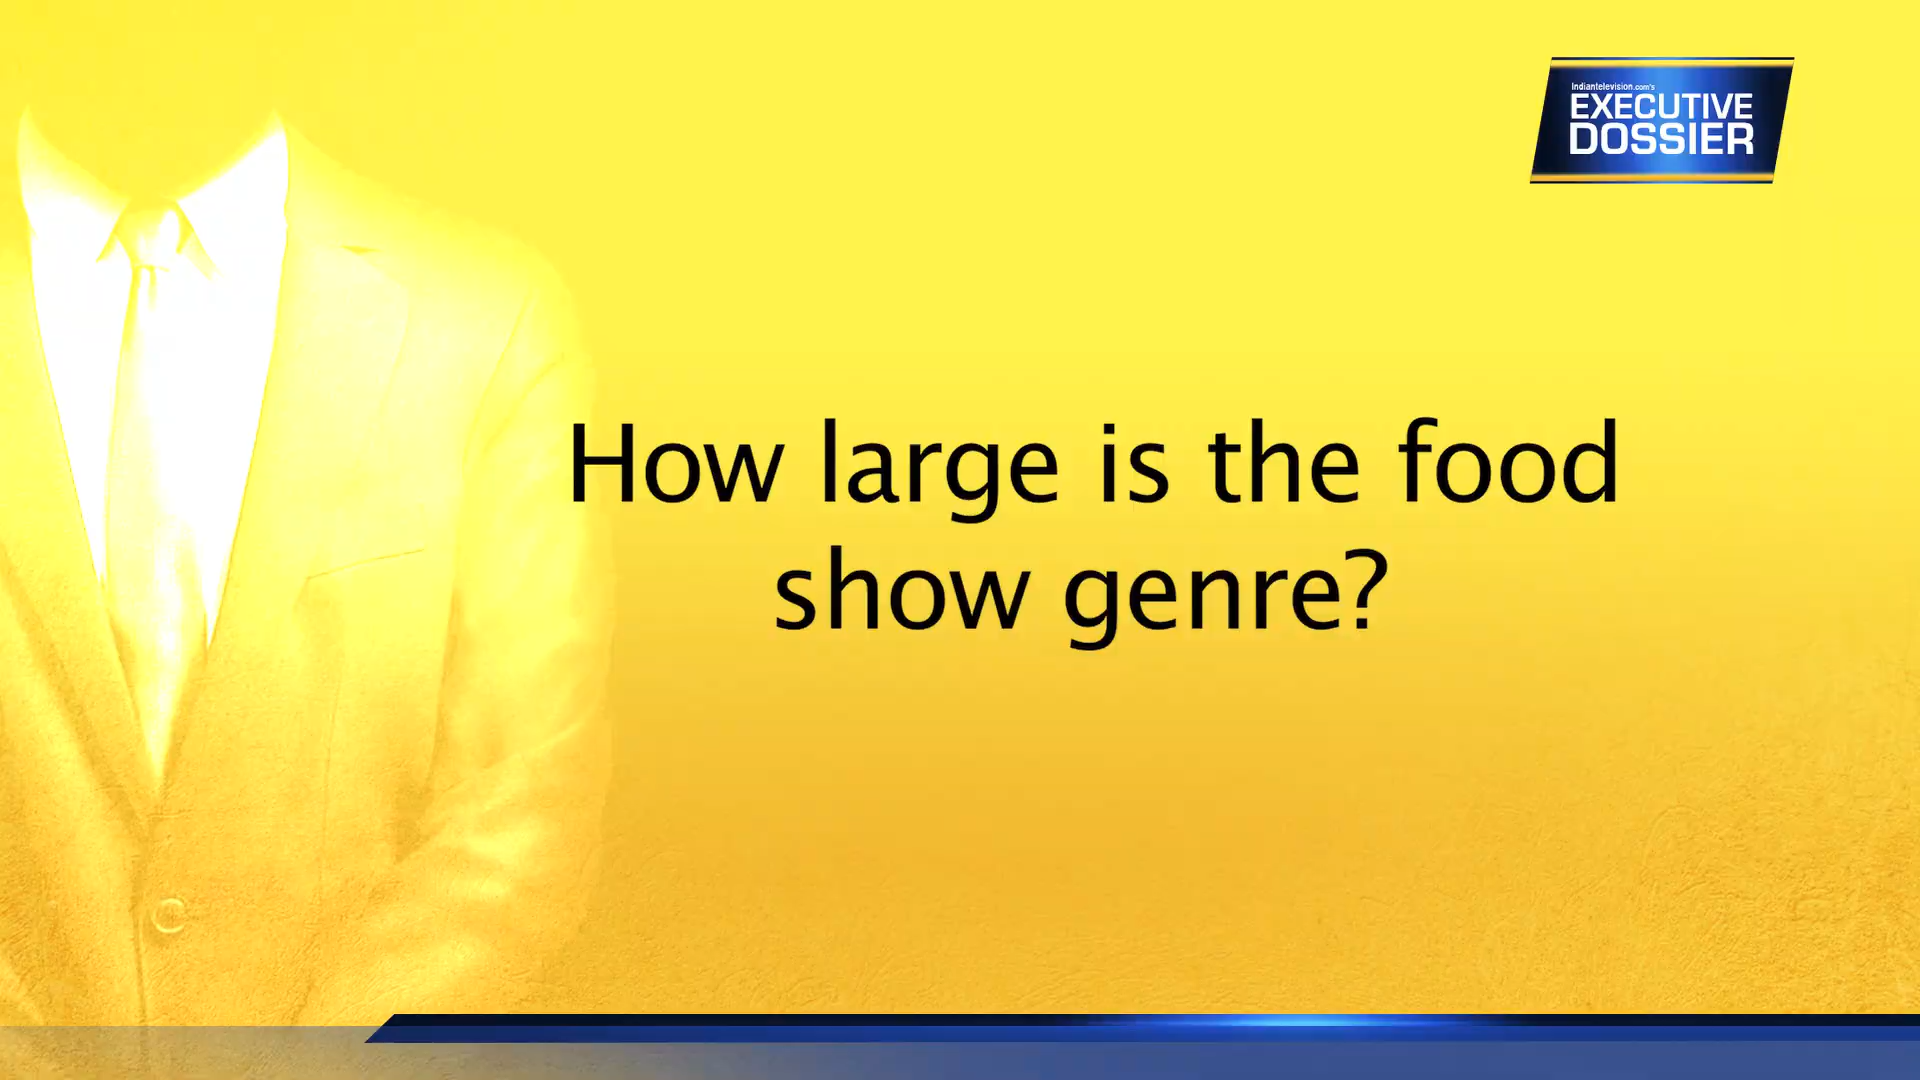 Indiantelevision.com's
EXECUTIVE
DOSSIER
How large is the food
show genre?